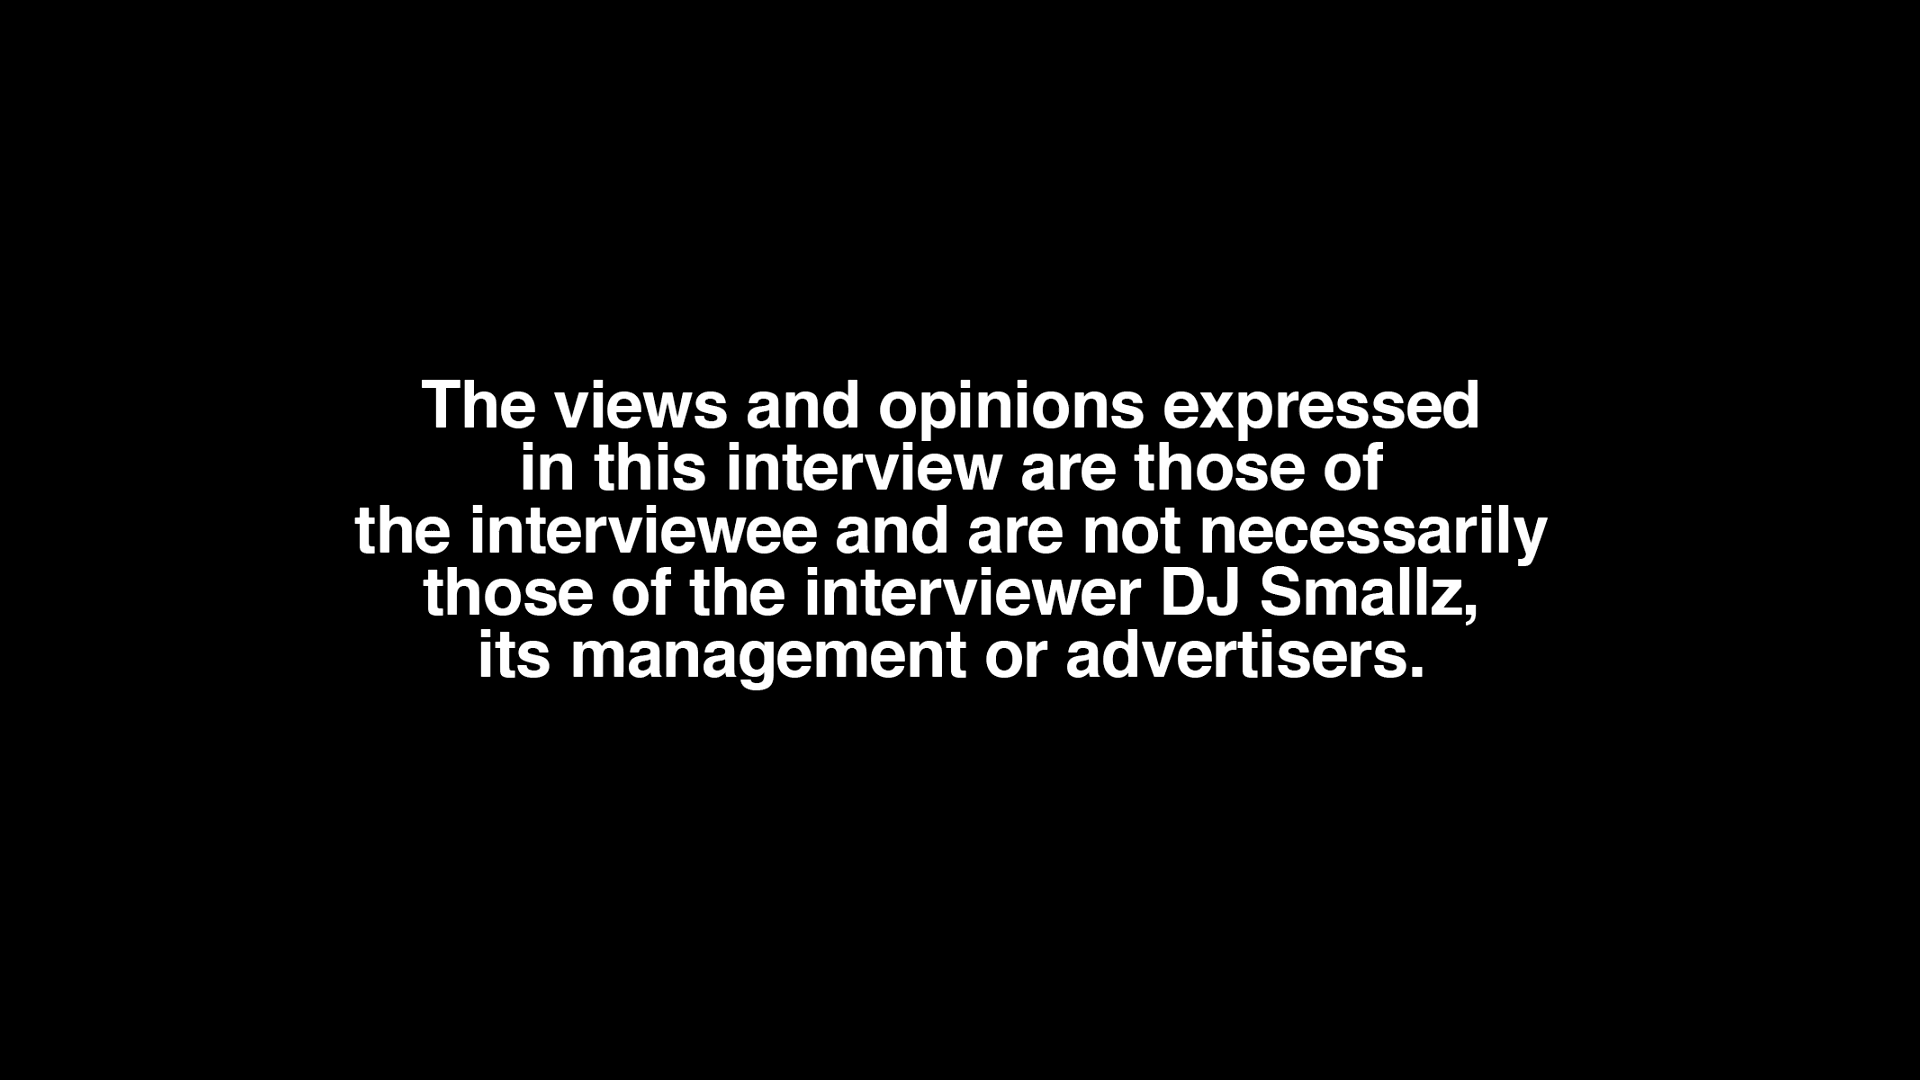 The views and opinions expressed
in this interview are those of
the interviewee and are not necessarily
those of the interviewer DJ Smallz,
its management or advertisers.